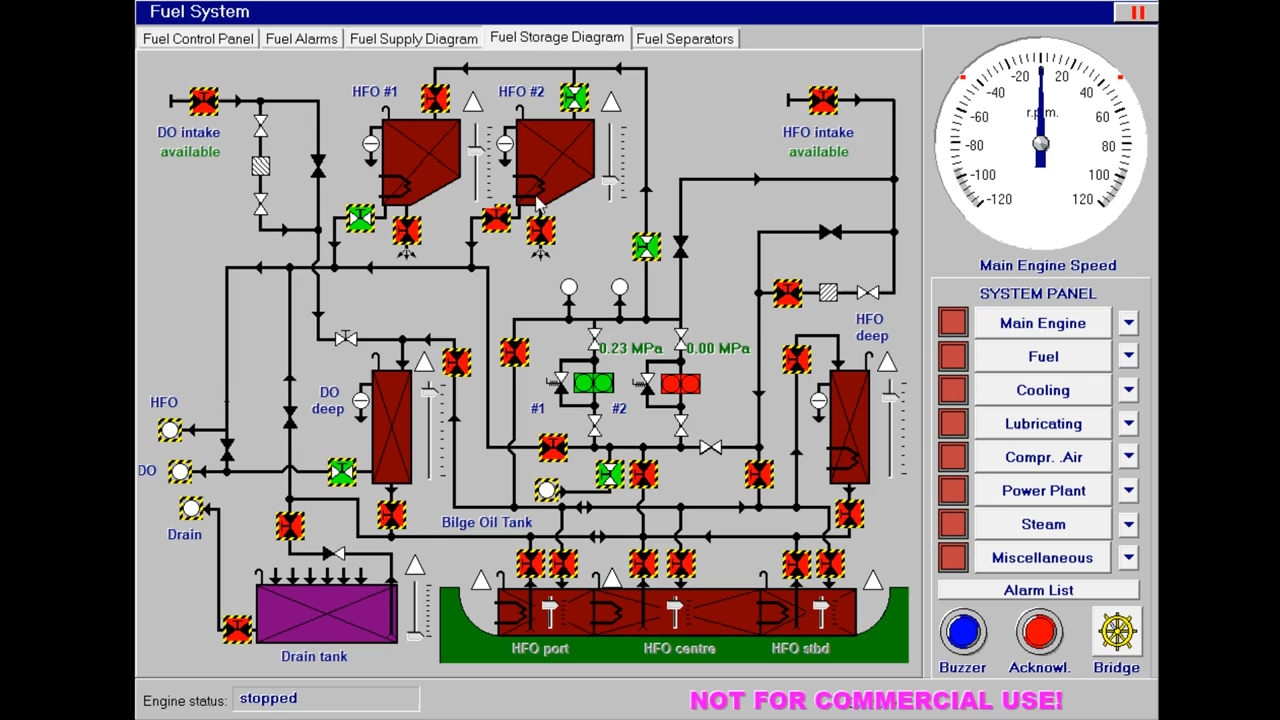 Fuel System
Fuel Control Panel
Fuel Alarms
Fuel Supply Diagram
Fuel Storage Diagram
Fuel Separators
DO intake
available
HFO #1
HFO #2
HFO intake
available
HFO
deep
0.23 MPa
0.00 MPa
#1
#2
DO
deep
HFO
DO
Drain
Bilge Oil Tank
Drain tank
HFO port
HFO centre
HFO stbd
-20
20
-40
40
r.p.m.
-60
60
-80
80
-100
100
-120
120
Main Engine Speed
SYSTEM PANEL
Main Engine
Fuel
Cooling
Lubricating
Compr. .Air
Power Plant
Steam
Miscellaneous
Alarm List
Buzzer
Acknowl.
Bridge
Engine status:
stopped
NOT FOR COMMERCIAL USE!